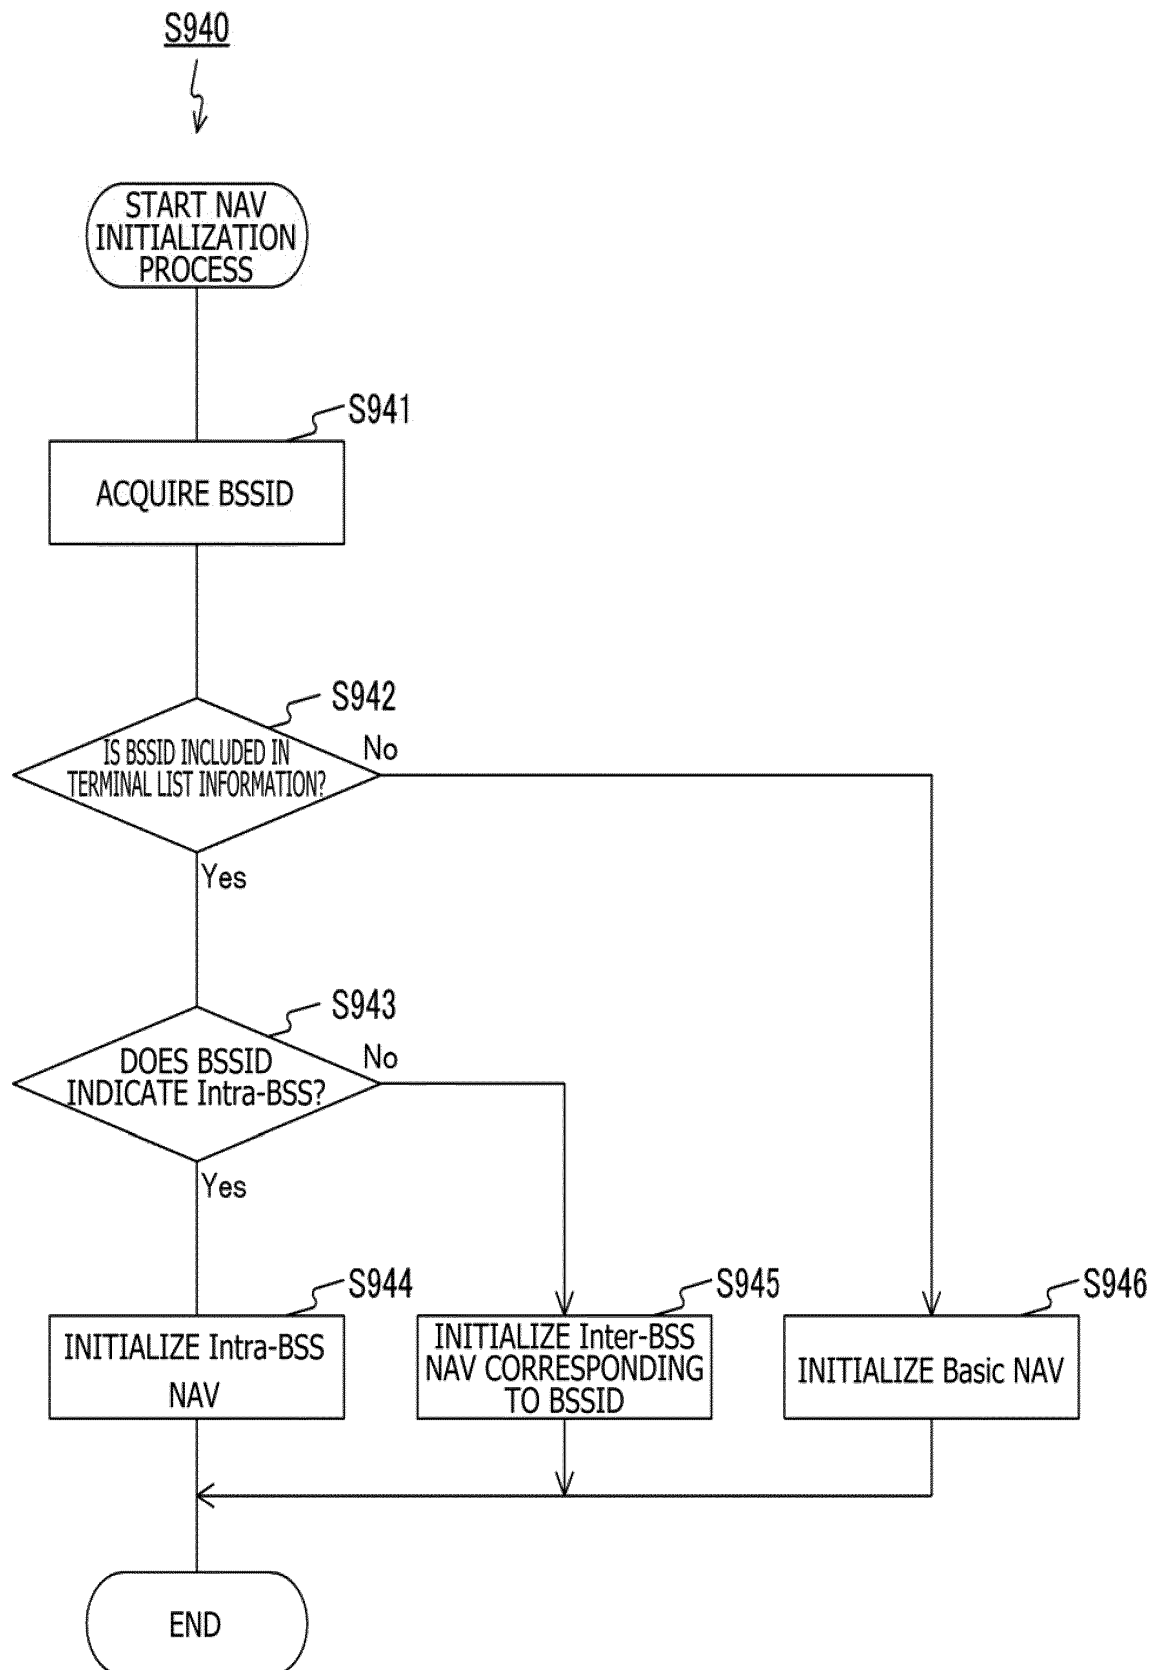 S940
START NAV
INITIALIZATION
PROCESS
S941
ACQUIRE BSSID
S942
IS BSSID INCLUDED IN
TERMINAL LIST INFORMATION?
No
Yes
S943
DOES BSSID
INDICATE Intra-BSS?
No
Yes
S944
INITIALIZE Intra-BSS
NAV
S945
INITIALIZE Inter-BSS
NAV CORRESPONDING
TO BSSID
S946
INITIALIZE Basic NAV
END